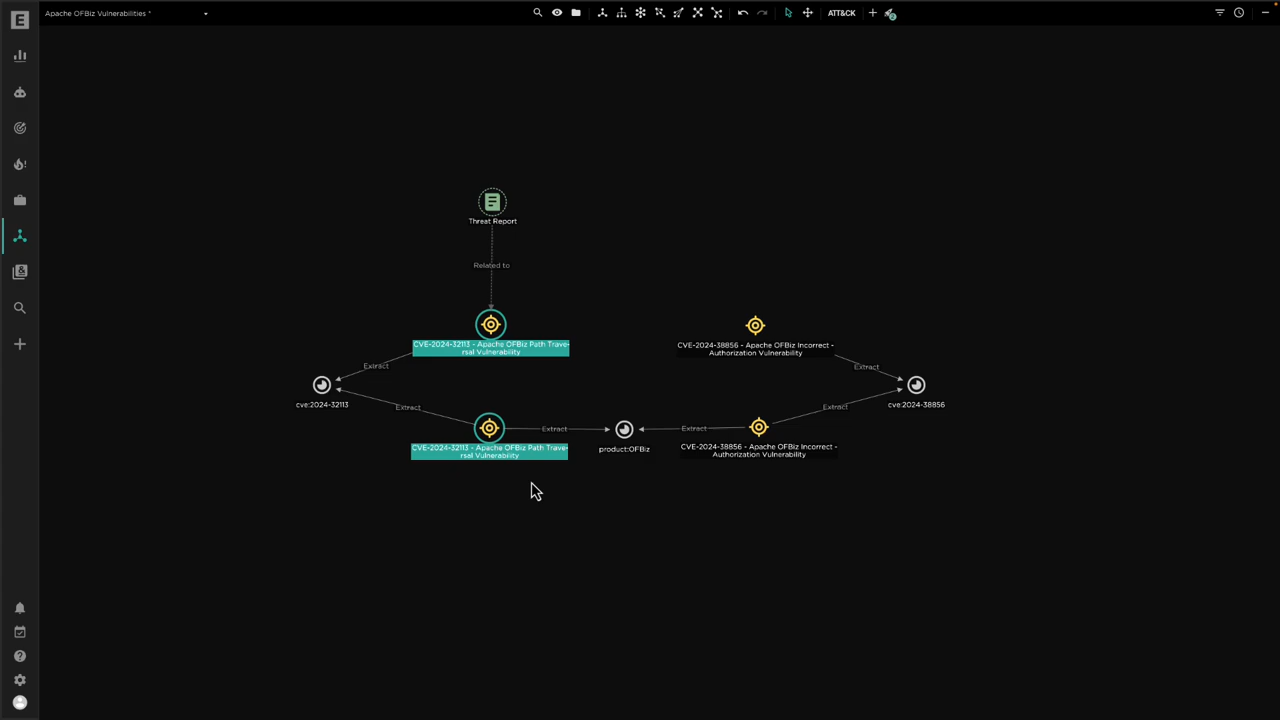 E
Apache OFBiz Vulnerabilities *
ATT&CK
2
Threat Report
Related to
CVE-2024-32113 - Apache OFBiz Path Trave-
rsal Vulnerability
CVE-2024-38856 - Apache OFBiz Incorrect -
Authorization Vulnerability
Extract
Extract
cve:2024-32113
cve:2024-38856
Extract
Extract
Extract
Extract
CVE-2024-32113 - Apache OFBiz Path Trave-
rsal Vulnerability
product:OFBiz
CVE-2024-38856 - Apache OFBiz Incorrect -
Authorization Vulnerability